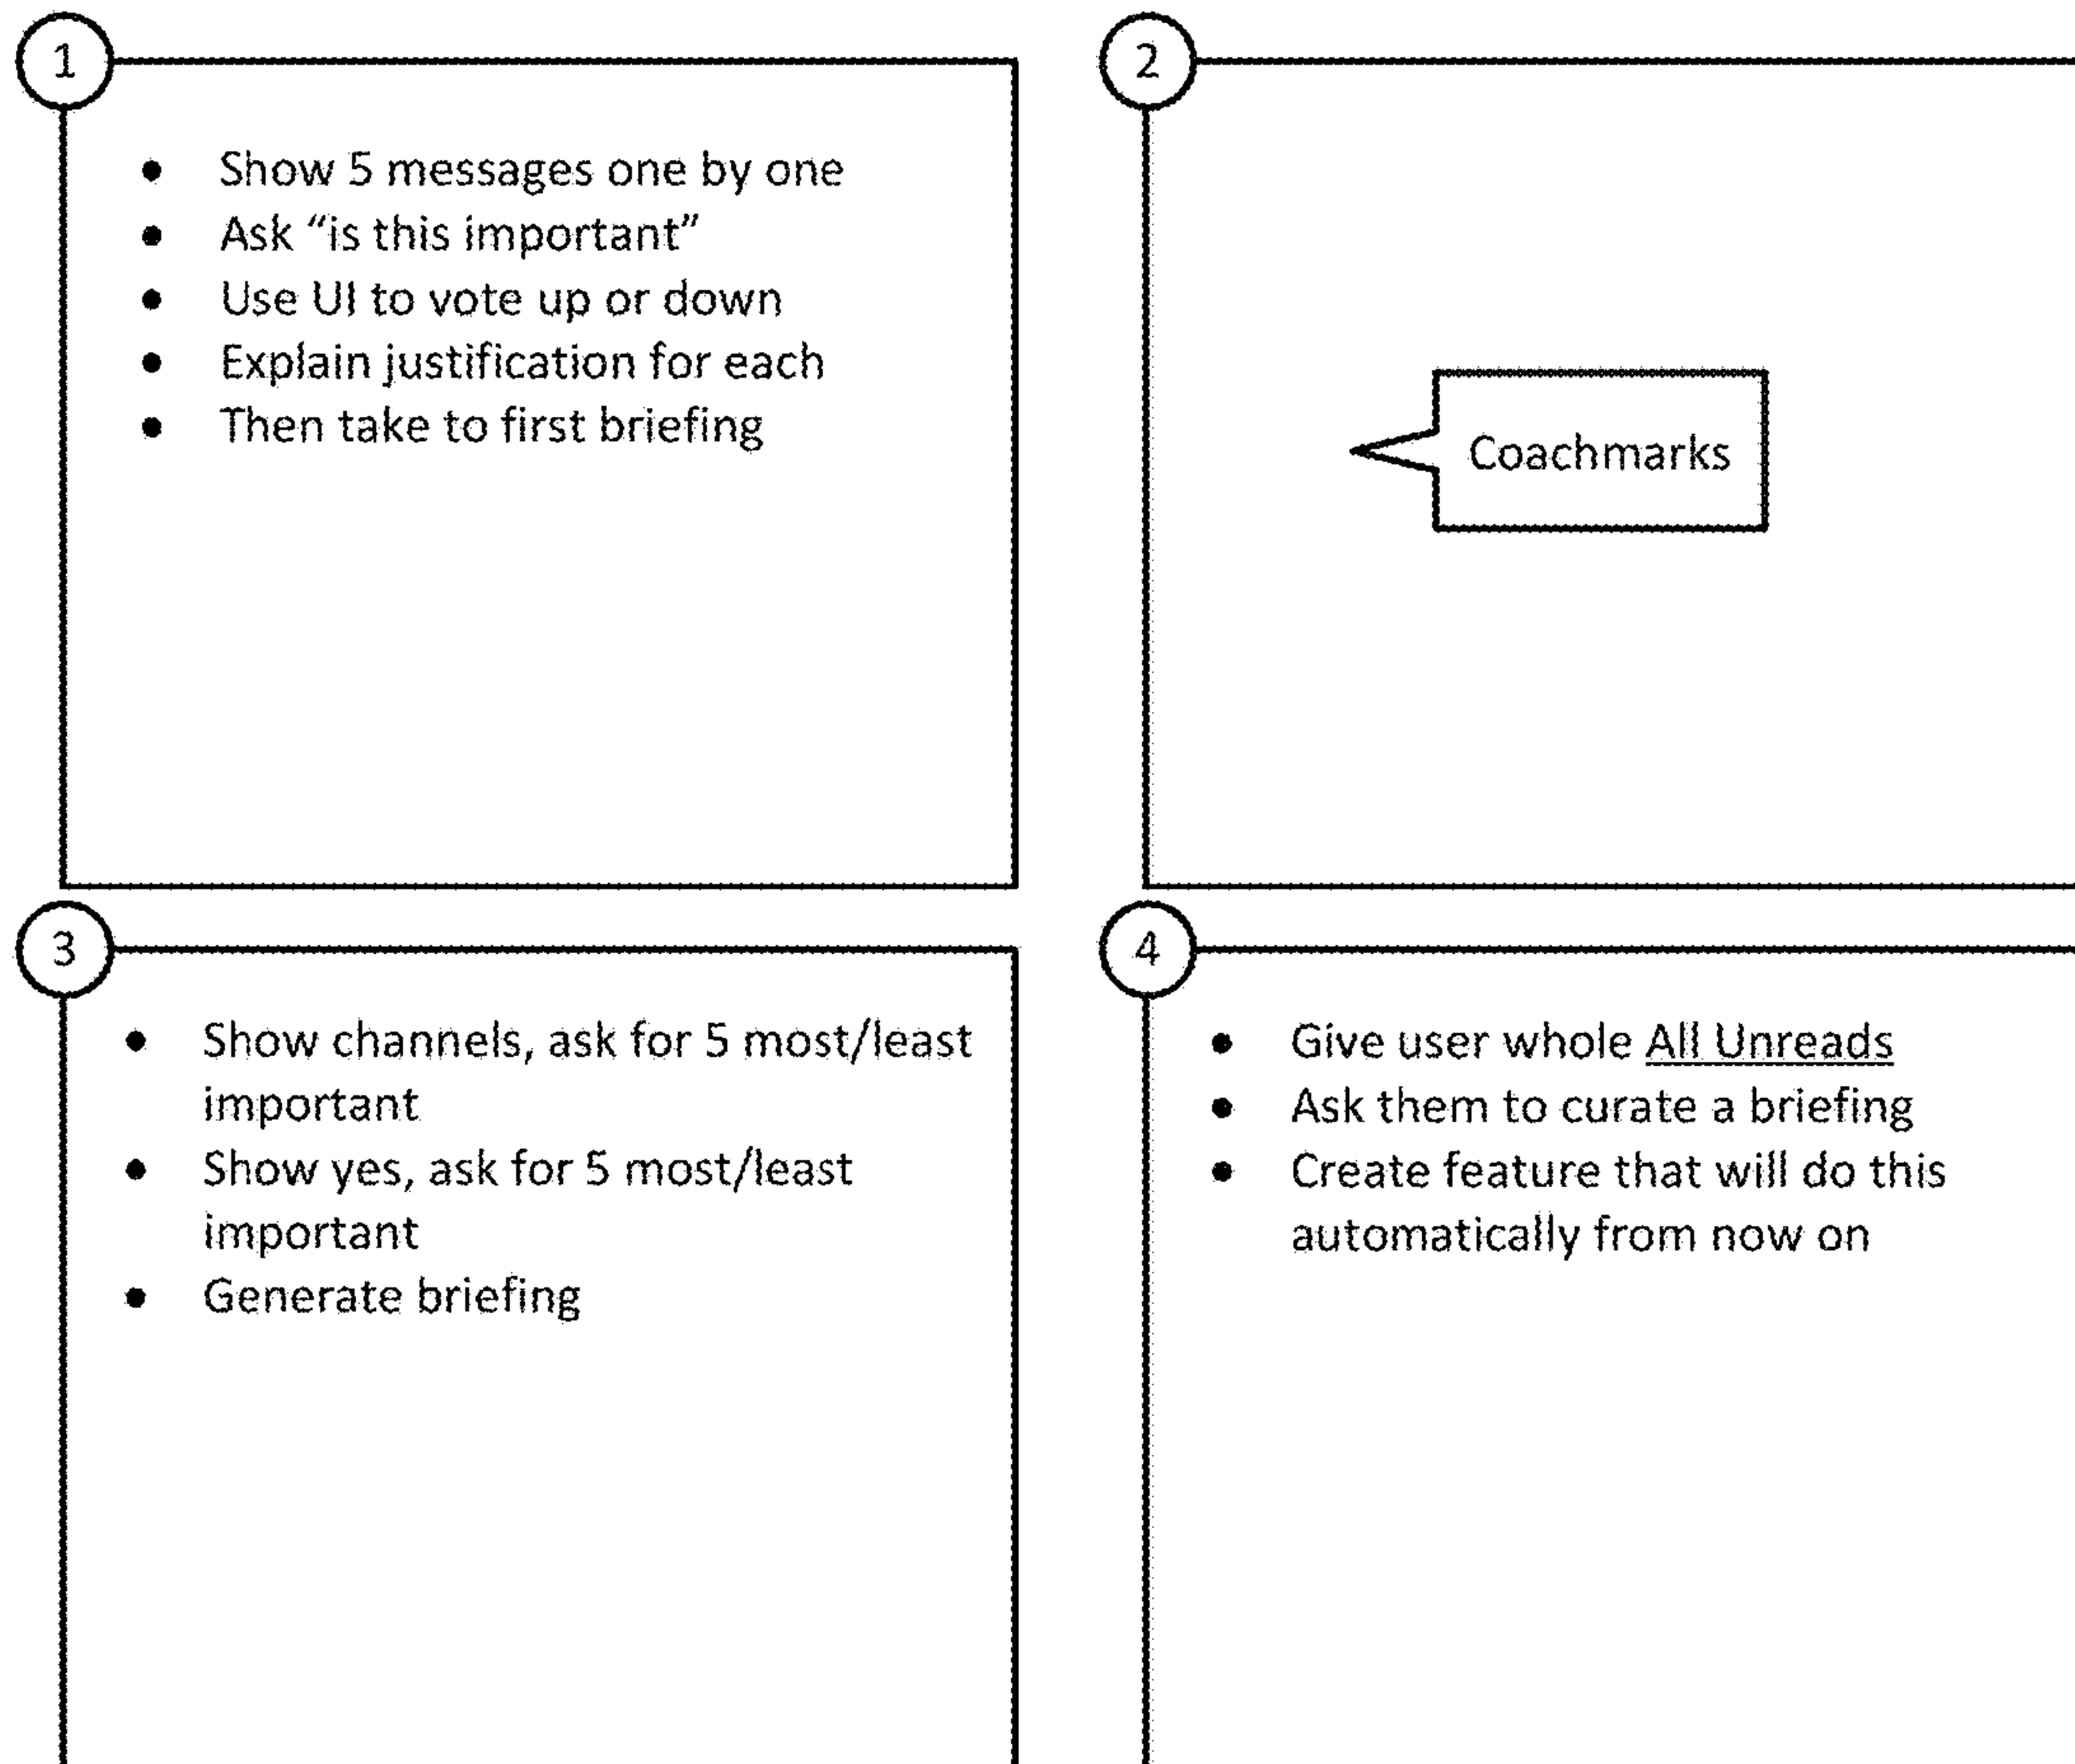 1
• Show 5 messages one by one
• Ask “is this important”
• Use UI to vote up or down
• Explain justification for each
• Then take to first briefing
2
Coachmarks
3
• Show channels, ask for 5 most/least
important
• Show yes, ask for 5 most/least
important
• Generate briefing
4
• Give user whole All Unreads
• Ask them to curate a briefing
• Create feature that will do this
automatically from now on